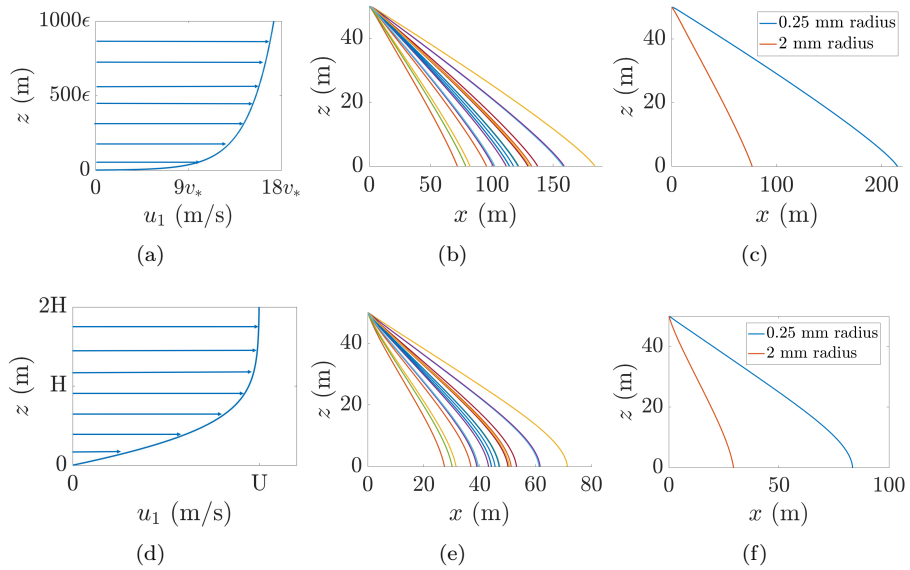 1000ϵ
500ϵ
0
z (m)
0
9v*
18v*
u1 (m/s)
(a)
40
20
0
z (m)
0
50
100
150
x (m)
(b)
0.25 mm radius
2 mm radius
40
20
0
z (m)
0
100
200
x (m)
(c)
2H
H
0
z (m)
0
U
u1 (m/s)
(d)
40
20
0
z (m)
0
20
40
60
80
x (m)
(e)
0.25 mm radius
2 mm radius
40
20
0
z (m)
0
50
100
x (m)
(f)